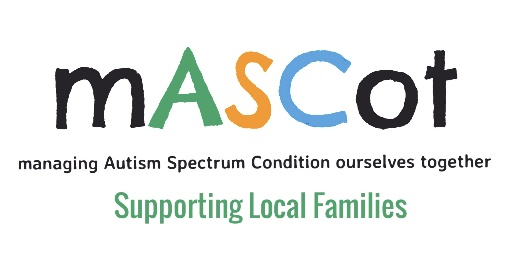 mASCot
managing Autism Spectrum Condition ourselves together
Supporting Local Families